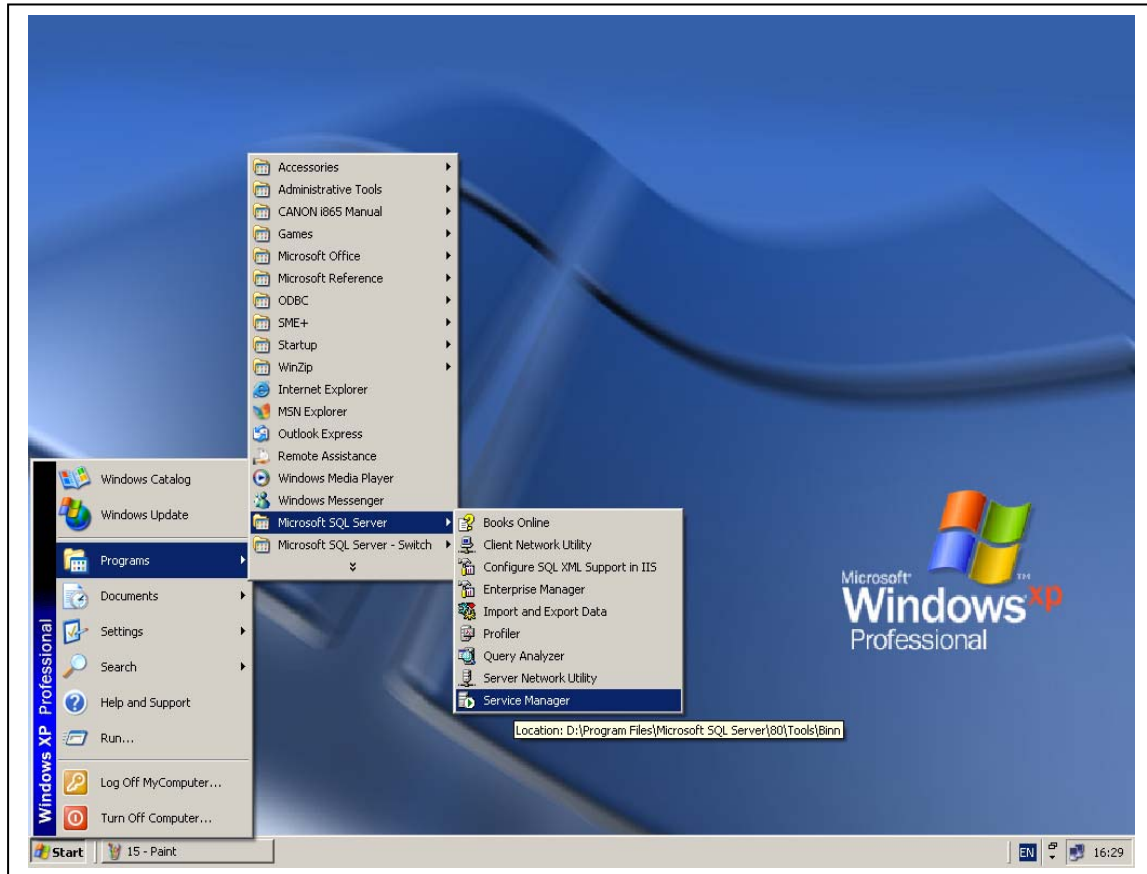 Accessories
Administrative Tools
CANON i865 Manual
Games
Microsoft Office
Microsoft Reference
ODBC
SME+
Startup
WinZip
Internet Explorer
MSN Explorer
Outlook Express
Remote Assistance
Windows Media Player
Windows Messenger
Microsoft SQL Server
Microsoft SQL Server - Switch
Windows Catalog
Windows Update
Programs
Documents
Settings
Search
Help and Support
Run...
Log Off MyComputer...
Turn Off Computer...
Windows XP Professional
Books Online
Client Network Utility
Configure SQL XML Support in IIS
Enterprise Manager
Import and Export Data
Profiler
Query Analyzer
Server Network Utility
Service Manager
Location: D:\Program Files\Microsoft SQL Server\80\Tools\Binn
Microsoft®
Windows xp TM
Professional
Start
15 - Paint
EN
16:29